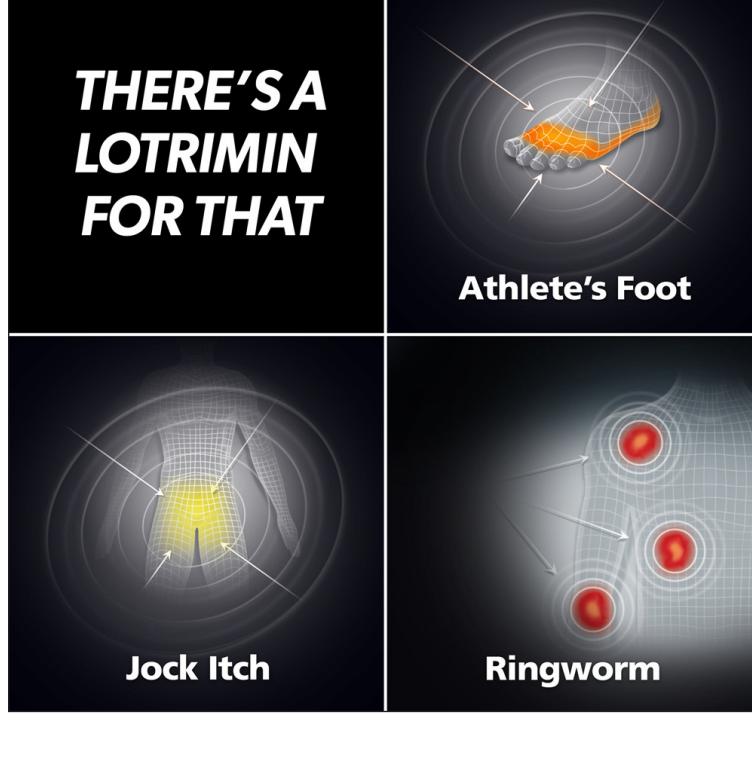 THERE'S A
LOTRIMIN
FOR THAT
Athlete's Foot
Jock Itch
Ringworm